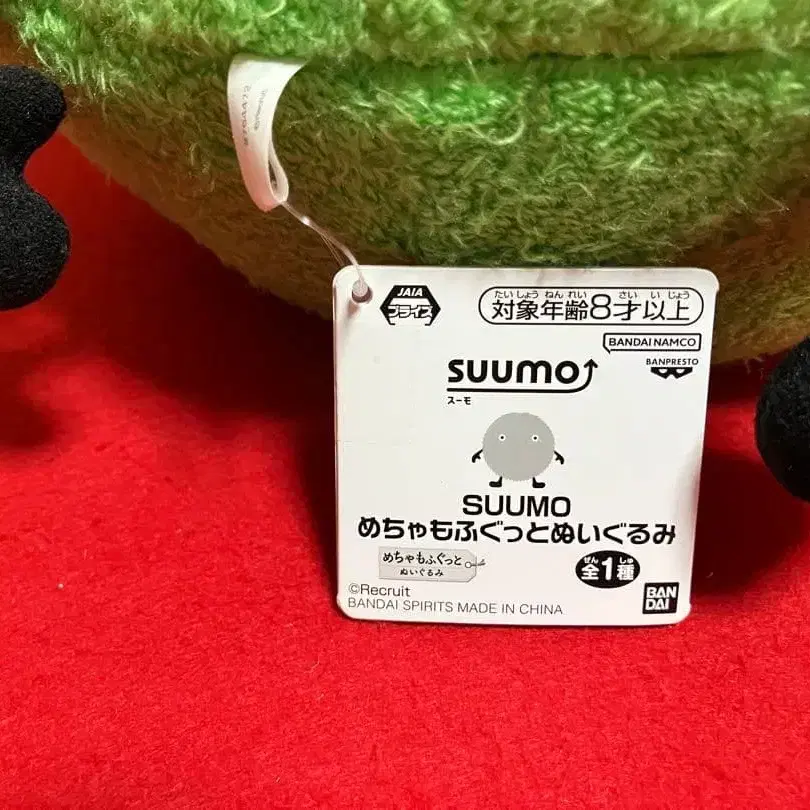 JAIA
プライズ
たいしょうねんれい さいいじょう
対象年齢8才以上
BANDAI NAMCO
BANPRESTO
suumo
スーモ
SUUMO
めちゃもふぐっとぬいぐるみ
めちゃもふぐっと
ぬいぐるみ
ぜん しゅ
全1種
©Recruit
BANDAI SPIRITS MADE IN CHINA
BAN
DAI